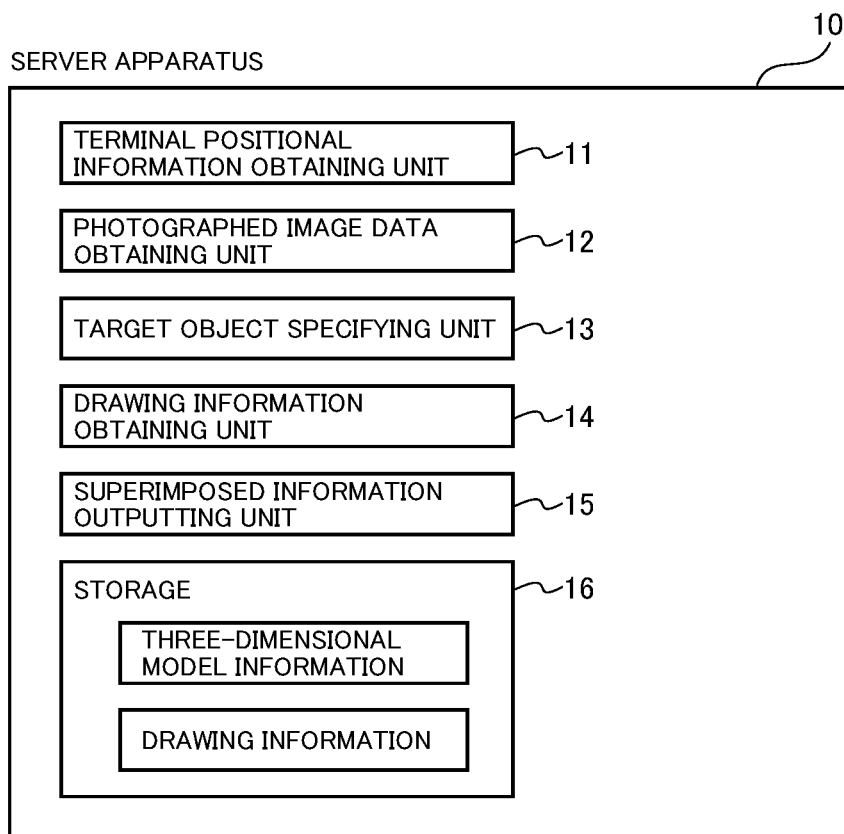 10
SERVER APPARATUS
TERMINAL POSITIONAL
INFORMATION OBTAINING UNIT
11
PHOTOGRAPHED IMAGE DATA
OBTAINING UNIT
12
TARGET OBJECT SPECIFYING UNIT
13
DRAWING INFORMATION
OBTAINING UNIT
14
SUPERIMPOSED INFORMATION
OUTPUTTING UNIT
15
STORAGE
16
THREE-DIMENSIONAL
MODEL INFORMATION
DRAWING INFORMATION